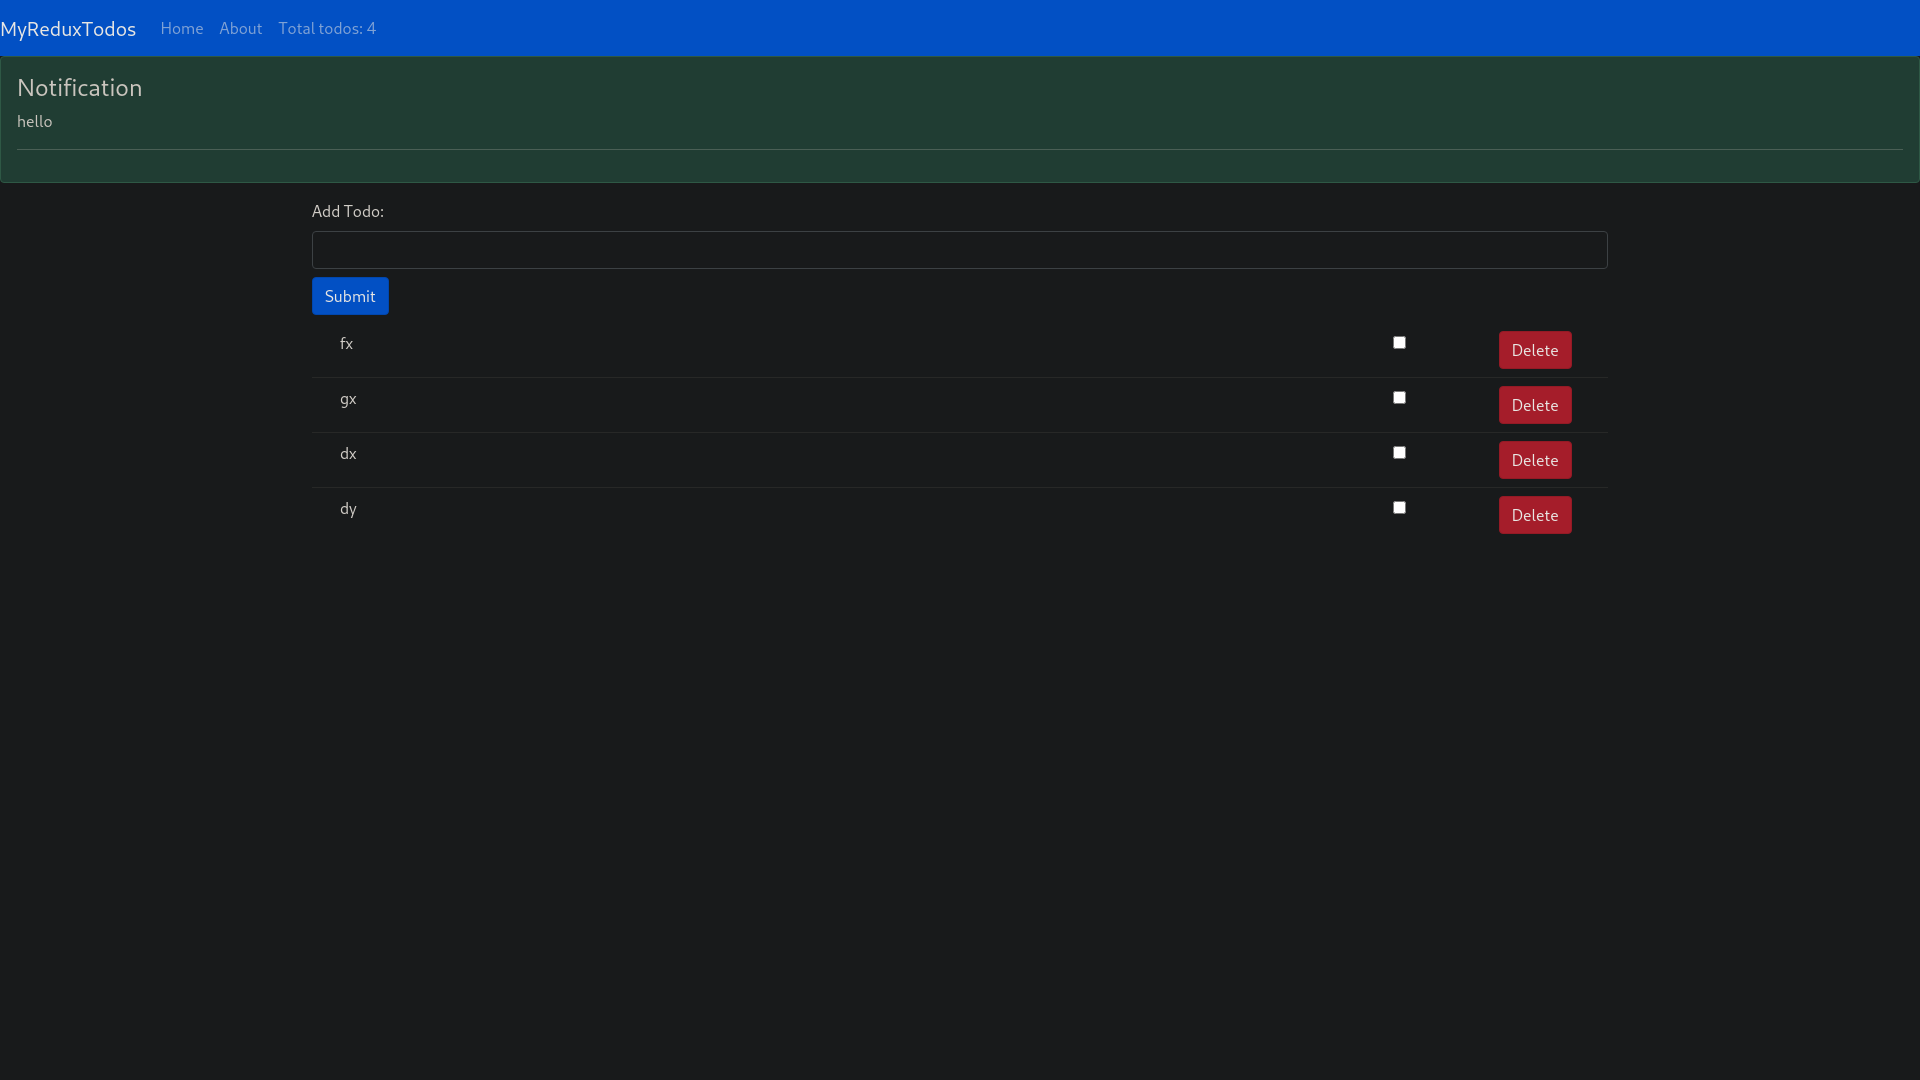 MyReduxTodos Home About Total todos: 4
Notification
hello
Add Todo:
Submit
fx Delete
gx Delete
dx Delete
dy Delete